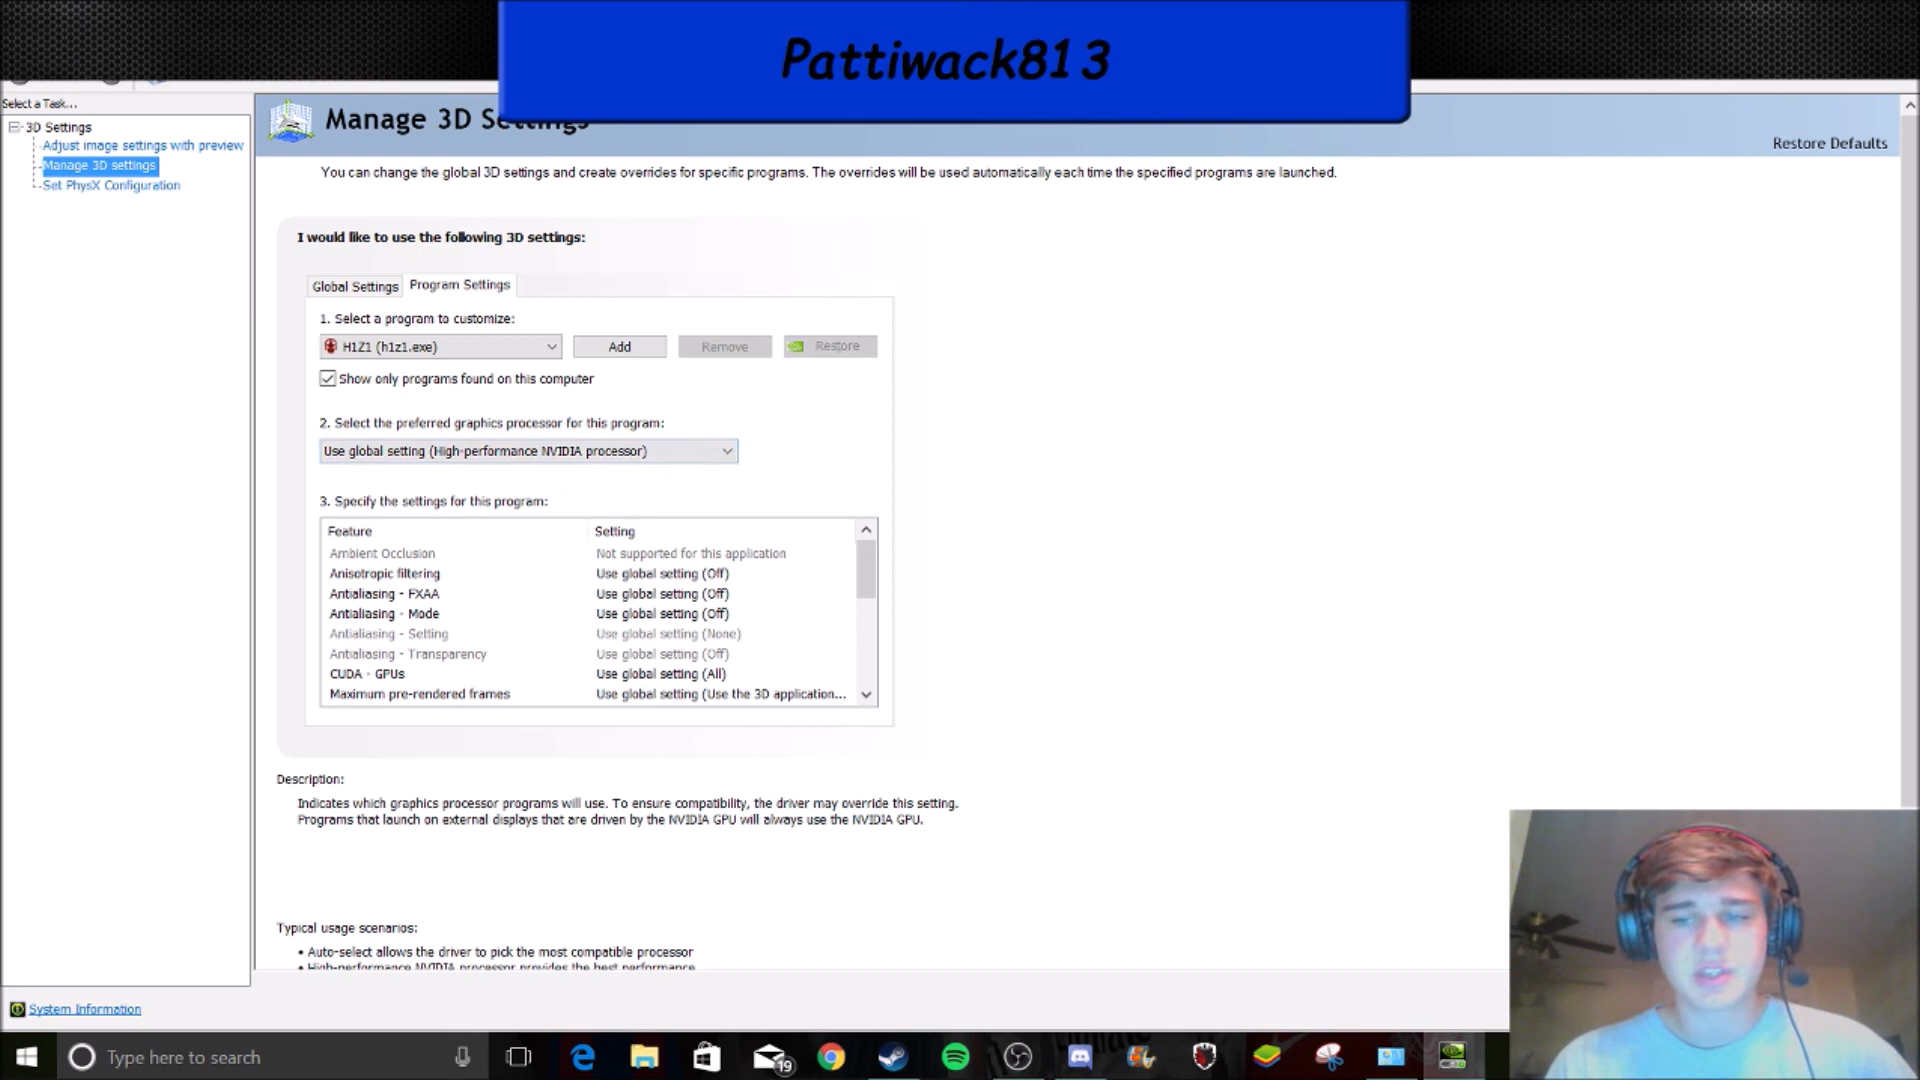 Pattiwack813
Select a Task...
3D Settings
Adjust image settings with preview
Manage 3D settings
Set PhysX Configuration
Manage 3D Settings
Restore Defaults
You can change the global 3D settings and create overrides for specific programs. The overrides will be used automatically each time the specified programs are launched.
I would like to use the following 3D settings:
Global Settings
Program Settings
1. Select a program to customize:
H1Z1 (h1z1.exe)
Add
Remove
Restore
Show only programs found on this computer
2. Select the preferred graphics processor for this program:
Use global setting (High-performance NVIDIA processor)
3. Specify the settings for this program:
Feature Setting
Ambient Occlusion Not supported for this application
Anisotropic filtering Use global setting (Off)
Antialiasing - FXAA Use global setting (Off)
Antialiasing - Mode Use global setting (Off)
Antialiasing - Setting Use global setting (None)
Antialiasing - Transparency Use global setting (Off)
CUDA - GPUs Use global setting (All)
Maximum pre-rendered frames Use global setting (Use the 3D application...
Description:
Indicates which graphics processor programs will use. To ensure compatibility, the driver may override this setting.
Programs that launch on external displays that are driven by the NVIDIA GPU will always use the NVIDIA GPU.
Typical usage scenarios:
• Auto-select allows the driver to pick the most compatible processor
• High-performance NVIDIA processor provides the best performance
System Information
Type here to search
19